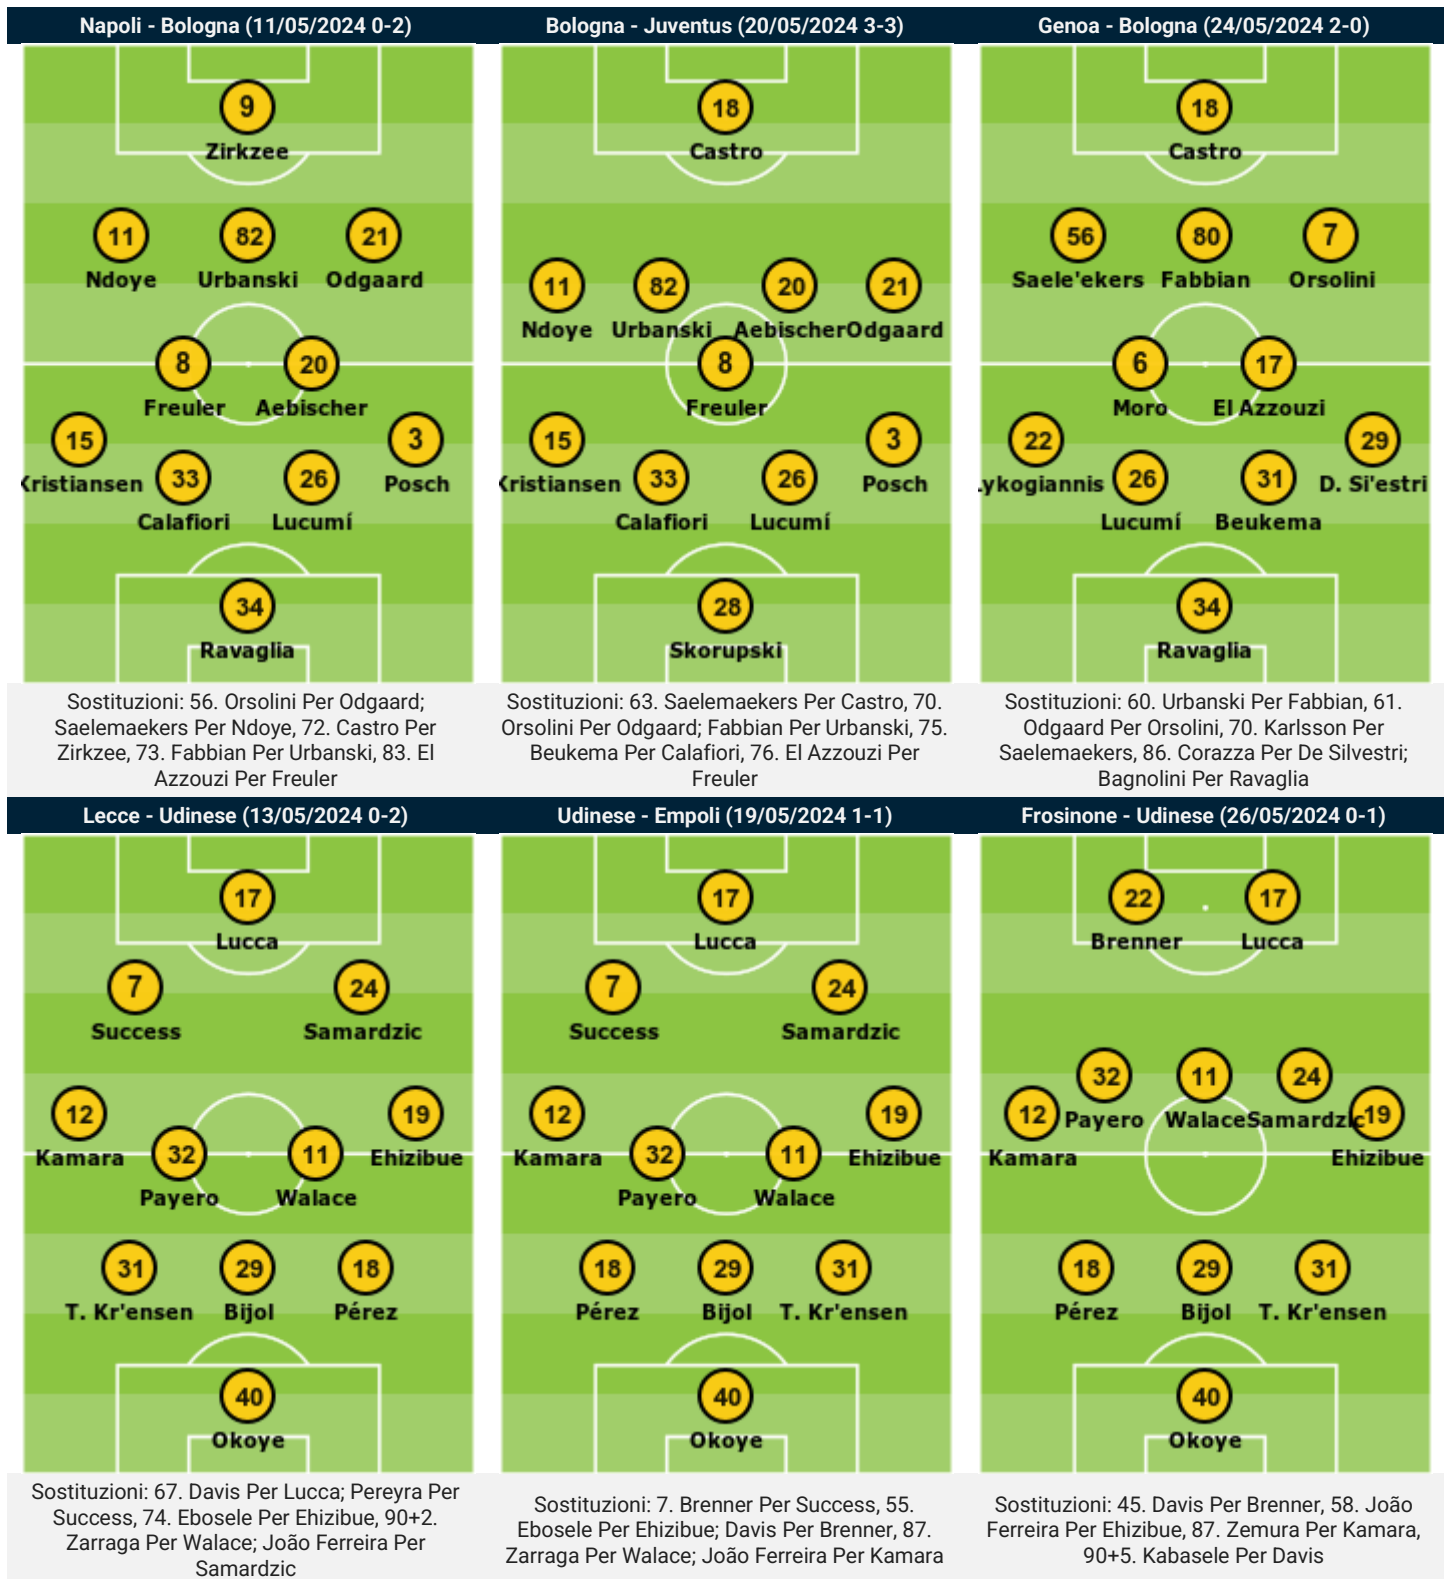 Napoli - Bologna (11/05/2024 0-2)
9
Zirkzee
11 82 21
Ndoye Urbanski Odgaard
8 20
Freuler Aebischer
15 3
Kristiansen Posch
33 26
Calafiori Lucumí
34
Ravaglia
Sostituzioni: 56. Orsolini Per Odgaard;
Saelemaekers Per Ndoye, 72. Castro Per
Zirkzee, 73. Fabbian Per Urbanski, 83. El
Azzouzi Per Freuler
Bologna - Juventus (20/05/2024 3-3)
18
Castro
11 82 20 21
Ndoye Urbanski Aebischer Odgaard
8
Freuler
15 3
Kristiansen Posch
33 26
Calafiori Lucumí
28
Skorupski
Sostituzioni: 63. Saelemaekers Per Castro, 70.
Orsolini Per Odgaard; Fabbian Per Urbanski, 75.
Beukema Per Calafiori, 76. El Azzouzi Per
Freuler
Genoa - Bologna (24/05/2024 2-0)
18
Castro
56 80 7
Saele'ekers Fabbian Orsolini
6 17
Moro El Azzouzi
22 29
Lykogiannis D. Si'estri
26 31
Lucumí Beukema
34
Ravaglia
Sostituzioni: 60. Urbanski Per Fabbian, 61.
Odgaard Per Orsolini, 70. Karlsson Per
Saelemaekers, 86. Corazza Per De Silvestri;
Bagnolini Per Ravaglia
Lecce - Udinese (13/05/2024 0-2)
17
Lucca
7 24
Success Samardzic
12 19
Kamara Ehizibue
32 11
Payero Walace
31 29 18
T. Kr'ensen Bijol Pérez
40
Okoye
Sostituzioni: 67. Davis Per Lucca; Pereyra Per
Success, 74. Ebosele Per Ehizibue, 90+2.
Zarraga Per Walace; João Ferreira Per
Samardzic
Udinese - Empoli (19/05/2024 1-1)
17
Lucca
7 24
Success Samardzic
12 19
Kamara Ehizibue
32 11
Payero Walace
18 29 31
Pérez Bijol T. Kr'ensen
40
Okoye
Sostituzioni: 7. Brenner Per Success, 55.
Ebosele Per Ehizibue; Davis Per Brenner, 87.
Zarraga Per Walace; João Ferreira Per Kamara
Frosinone - Udinese (26/05/2024 0-1)
22 17
Brenner Lucca
32 11 24
Payero Walace Samardzic
12 19
Kamara Ehizibue
18 29 31
Pérez Bijol T. Kr'ensen
40
Okoye
Sostituzioni: 45. Davis Per Brenner, 58. João
Ferreira Per Ehizibue, 87. Zemura Per Kamara,
90+5. Kabasele Per Davis